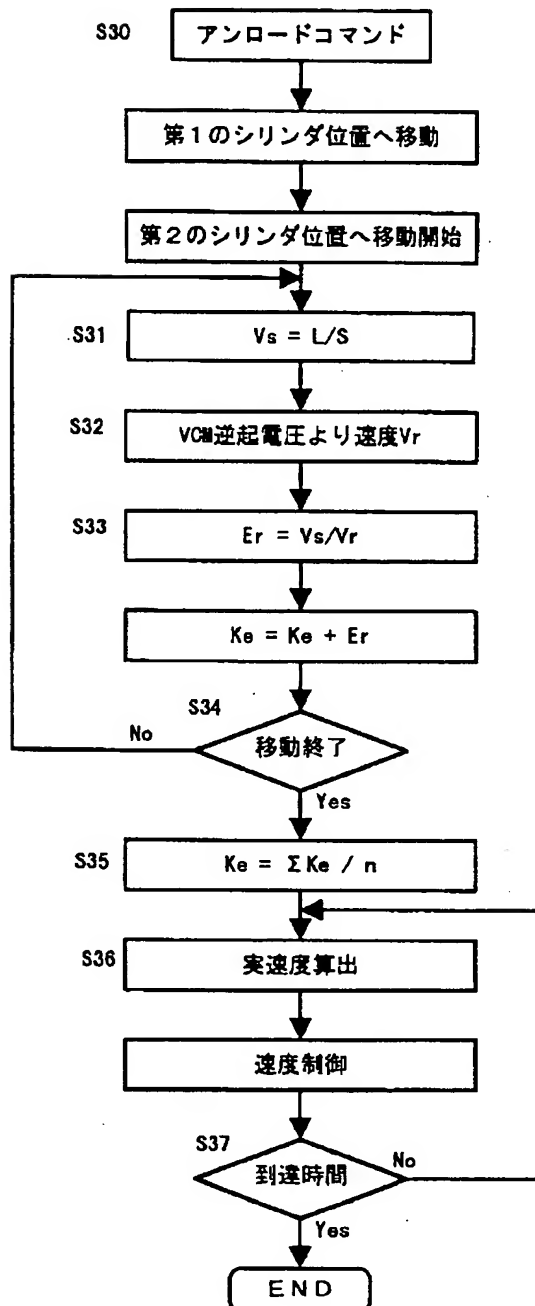 S30
アンロードコマンド
第1のシリンダ位置へ移動
第2のシリンダ位置へ移動開始
S31
Vs = L/S
S32
VCM逆起電圧より速度Vr
S33
Er = Vs/Vr
Ke = Ke + Er
S34
No
移動終了
Yes
S35
Ke = ΣKe / n
S36
実速度算出
速度制御
S37
到達時間
No
Yes
END